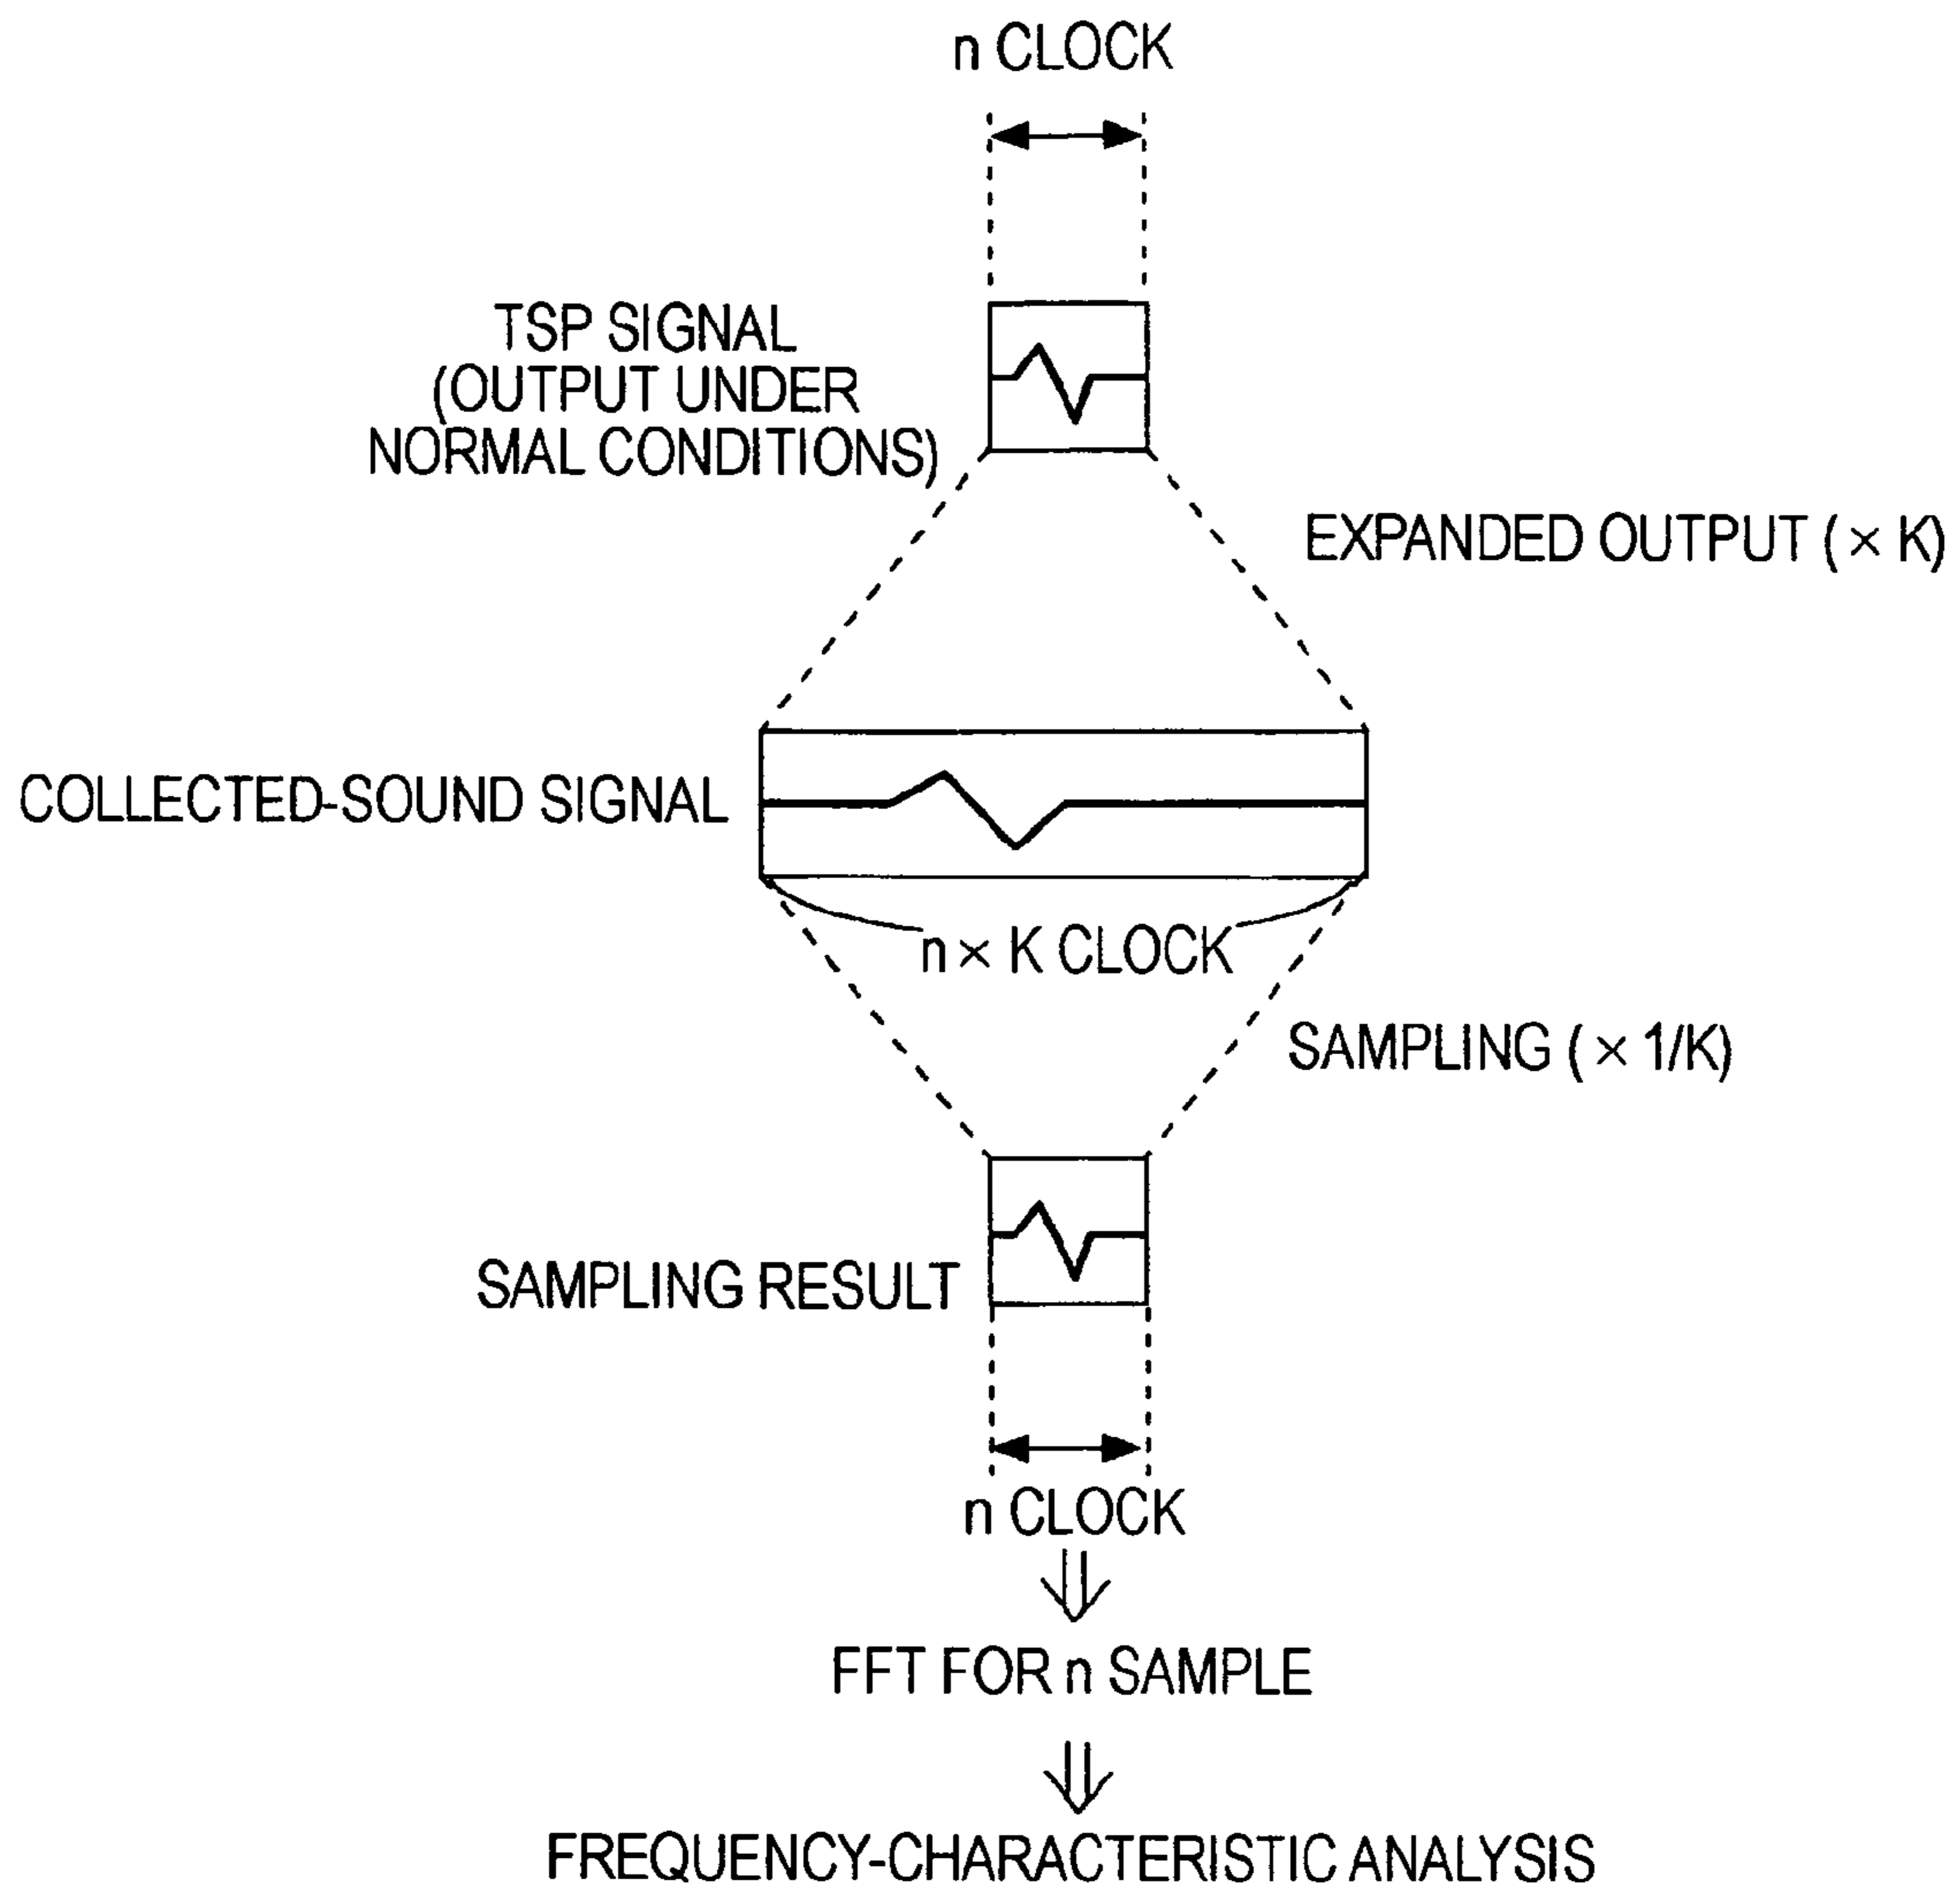 n CLOCK
TSP SIGNAL
(OUTPUT UNDER
NORMAL CONDITIONS)
EXPANDED OUTPUT ( × K)
COLLECTED-SOUND SIGNAL
n × K CLOCK
SAMPLING ( × 1/K)
SAMPLING RESULT
n CLOCK
FFT FOR n SAMPLE
FREQUENCY-CHARACTERISTIC ANALYSIS